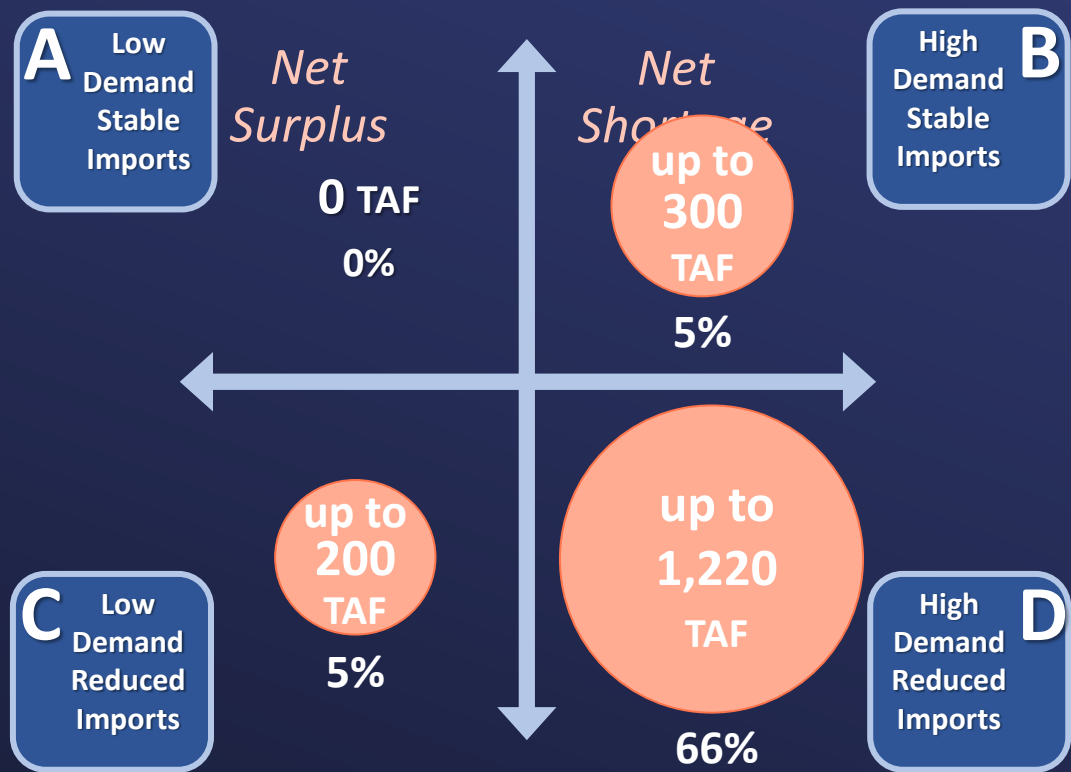 A
Low
Demand
Stable
Imports
Net
Surplus
0 TAF
0%
Net
Shortage
up to
300
TAF
5%
B
High
Demand
Stable
Imports
C
Low
Demand
Reduced
Imports
up to
200
TAF
5%
up to
1,220
TAF
66%
D
High
Demand
Reduced
Imports